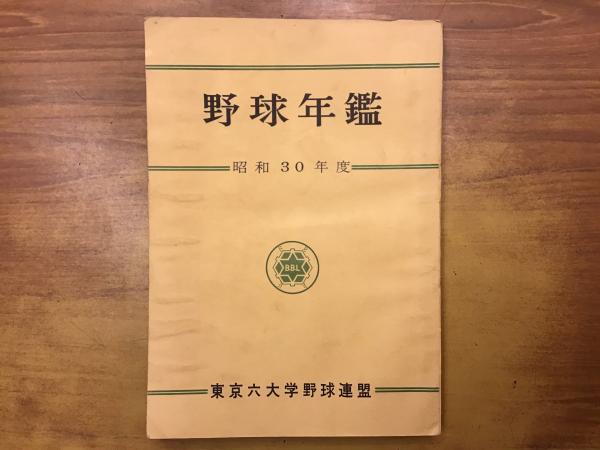 野球年鑑
昭和30年度
BBL
東京六大学野球連盟